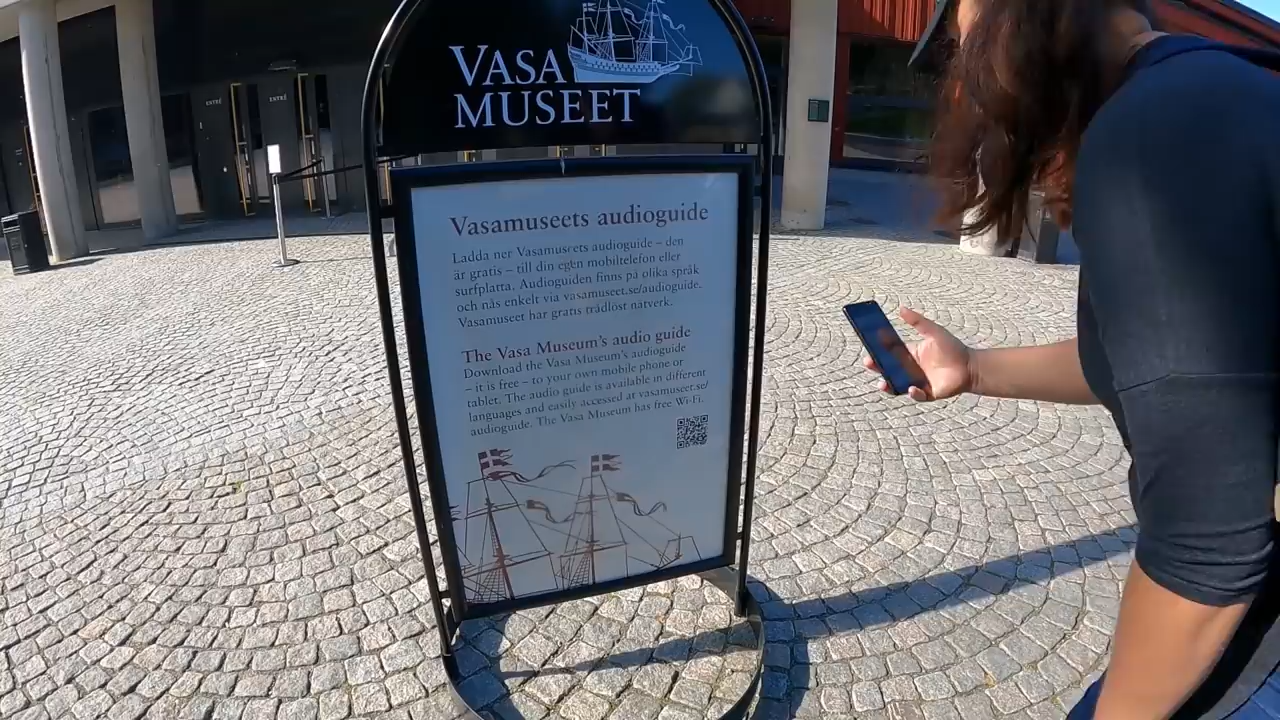 VASA
MUSEET
ENTRÉ
ENTRÉ
Vasamuseets audioguide
Ladda ner Vasamuseets audioguide – den
är gratis – till din egen mobiltelefon eller
surfplatta. Audioguiden finns på olika språk
och nås enkelt via vasamuseet.se/audioguide.
Vasamuseet har gratis trådlöst nätverk.
The Vasa Museum's audio guide
Download the Vasa Museum's audioguide
– it is free – to your own mobile phone or
tablet. The audio guide is available in different
languages and easily accessed at vasamuseet.se/
audioguide. The Vasa Museum has free Wi-Fi.